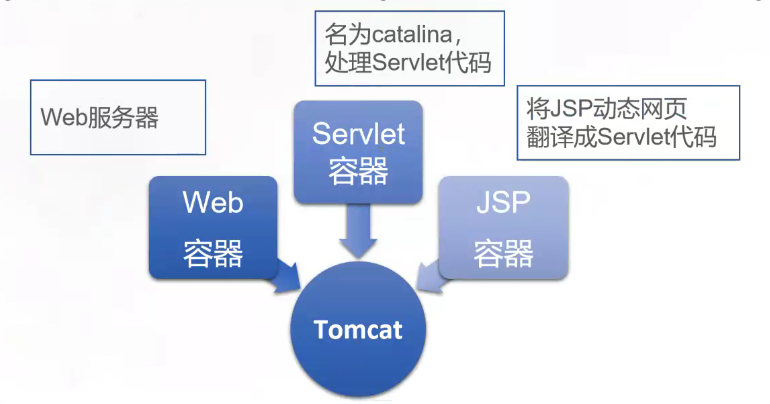 名为catalina，
处理Servlet代码
Web服务器
将JSP动态网页
翻译成Servlet代码
Servlet
容器
Web
容器
JSP
容器
Tomcat